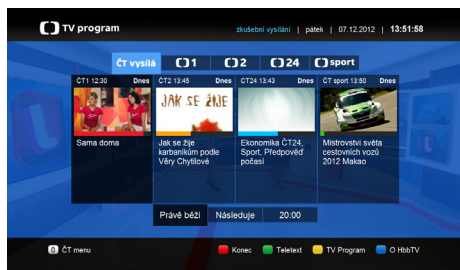 TV program
zkušební vysílání | pátek | 07.12.2012 | 13:51:58
ČT vysílá 1 2 24 sport
ČT1 12:30 Dnes
ČT2 13:45 Dnes
ČT24 13:43 Dnes
ČT sport 13:50 Dnes
JAK SE ŽIJE
Sama doma
Jak se žije
karbaníkům podle
Věry Chytilové
Ekonomika ČT24,
Sport, Předpověď
počasí
Mistrovství světa
cestovních vozů
2012 Makao
Právě běží Následuje 20:00
0 ČT menu
Konec Teletext TV Program O HbbTV